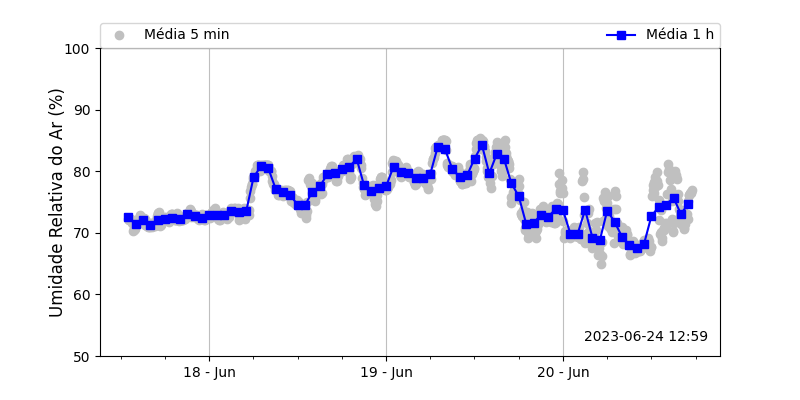 Média 5 min
Média 1 h
Umidade Relativa do Ar (%)
100
90
80
70
60
50
2023-06-24 12:59
18 - Jun
19 - Jun
20 - Jun